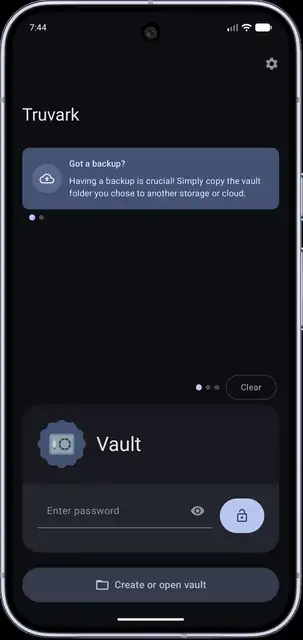 7:44
Truvark
Got a backup?
Having a backup is crucial! Simply copy the vault
folder you chose to another storage or cloud.
Clear
Vault
Enter password
Create or open vault